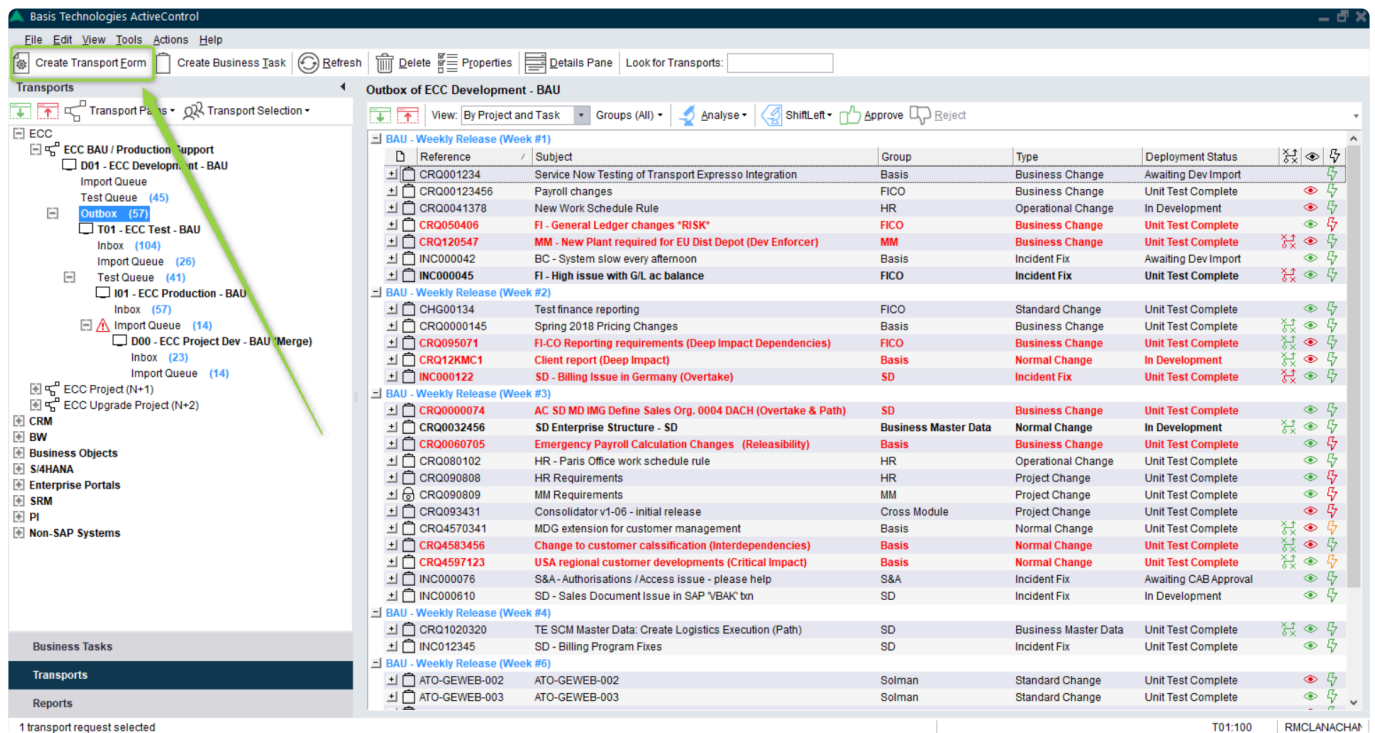 Basis Technologies ActiveControl
File Edit View Tools Actions Help
Create Transport Form Create Business Task Refresh Delete Properties Details Pane Look for Transports:
Transports
Transport Paths Transport Selection
ECC
ECC BAU / Production Support
D01 - ECC Development - BAU
Import Queue
Test Queue (45)
Outbox (57)
T01 - ECC Test - BAU
Inbox (104)
Import Queue (26)
Test Queue (41)
I01 - ECC Production - BAU
Inbox (57)
Import Queue (14)
D00 - ECC Project Dev - BAU (Merge)
Inbox (23)
Import Queue (14)
ECC Project (N+1)
ECC Upgrade Project (N+2)
CRM
BW
Business Objects
S/4HANA
Enterprise Portals
SRM
PI
Non-SAP Systems
Business Tasks
Transports
Reports
Outbox of ECC Development - BAU
View: By Project and Task Groups (All) Analyse ShiftLeft Approve Reject
BAU - Weekly Release (Week #1)
Reference / Subject Group Type Deployment Status
CRQ001234 Service Now Testing of Transport Expresso Integration Basis Business Change Awaiting Dev Import
CRQ00123456 Payroll changes FICO Business Change Unit Test Complete
CRQ0041378 New Work Schedule Rule HR Operational Change In Development
CRQ050406 FI - General Ledger changes *RISK* FICO Business Change Unit Test Complete
CRQ120547 MM - New Plant required for EU Dist Depot (Dev Enforcer) MM Business Change Unit Test Complete
INC000042 BC - System slow every afternoon Basis Incident Fix Awaiting Dev Import
INC000045 FI - High issue with G/L ac balance FICO Incident Fix Unit Test Complete
BAU - Weekly Release (Week #2)
CHG00134 Test finance reporting FICO Standard Change Unit Test Complete
CRQ0000145 Spring 2018 Pricing Changes Basis Business Change Unit Test Complete
CRQ095071 FI-CO Reporting requirements (Deep Impact Dependencies) FICO Business Change Unit Test Complete
CRQ12KMC1 Client report (Deep Impact) Basis Normal Change In Development
INC000122 SD - Billing Issue in Germany (Overtake) SD Incident Fix Unit Test Complete
BAU - Weekly Release (Week #3)
CRQ0000074 AC SD MD IMG Define Sales Org. 0004 DACH (Overtake & Path) SD Business Change Unit Test Complete
CRQ0032456 SD Enterprise Structure - SD Business Master Data Normal Change In Development
CRQ0060705 Emergency Payroll Calculation Changes (Releasibility) Basis Business Change Unit Test Complete
CRQ080102 HR - Paris Office work schedule rule HR Operational Change Unit Test Complete
CRQ090808 HR Requirements HR Project Change Unit Test Complete
CRQ090809 MM Requirements MM Project Change Unit Test Complete
CRQ093431 Consolidator v1-06 - initial release Cross Module Project Change Unit Test Complete
CRQ4570341 MDG extension for customer management Basis Normal Change Unit Test Complete
CRQ4583456 Change to customer calssification (Interdependencies) Basis Normal Change Unit Test Complete
CRQ4597123 USA regional customer developments (Critical Impact) Basis Normal Change Unit Test Complete
INC000076 S&A - Authorisations / Access issue - please help S&A Incident Fix Awaiting CAB Approval
INC000610 SD - Sales Document Issue in SAP 'VBAK' txn SD Incident Fix In Development
BAU - Weekly Release (Week #4)
CRQ1020320 TE SCM Master Data: Create Logistics Execution (Path) SD Business Master Data Unit Test Complete
INC012345 SD - Billing Program Fixes SD Incident Fix Unit Test Complete
BAU - Weekly Release (Week #6)
ATO-GEWEB-002 ATO-GEWEB-002 Solman Standard Change Unit Test Complete
ATO-GEWEB-003 ATO-GEWEB-003 Solman Standard Change Unit Test Complete
1 transport request selected T01:100 RMCLANACHAN